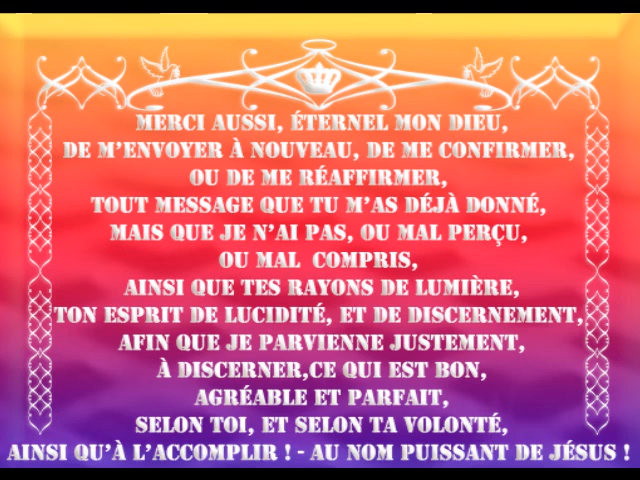 MERCI AUSSI, ÉTERNEL MON DIEU,
DE M'ENVOYER À NOUVEAU, DE ME CONFIRMER,
OU DE ME RÉAFFIRMER,
TOUT MESSAGE QUE TU M'AS DÉJÀ DONNÉ,
MAIS QUE JE N'AI PAS, OU MAL PERÇU,
OU MAL COMPRIS,
AINSI QUE TES RAYONS DE LUMIÈRE,
TON ESPRIT DE LUCIDITÉ, ET DE DISCERNEMENT,
AFIN QUE JE PARVIENNE JUSTEMENT,
À DISCERNER,CE QUI EST BON,
AGRÉABLE ET PARFAIT,
SELON TOI, ET SELON TA VOLONTÉ,
AINSI QU'À L'ACCOMPLIR ! - AU NOM PUISSANT DE JÉSUS !